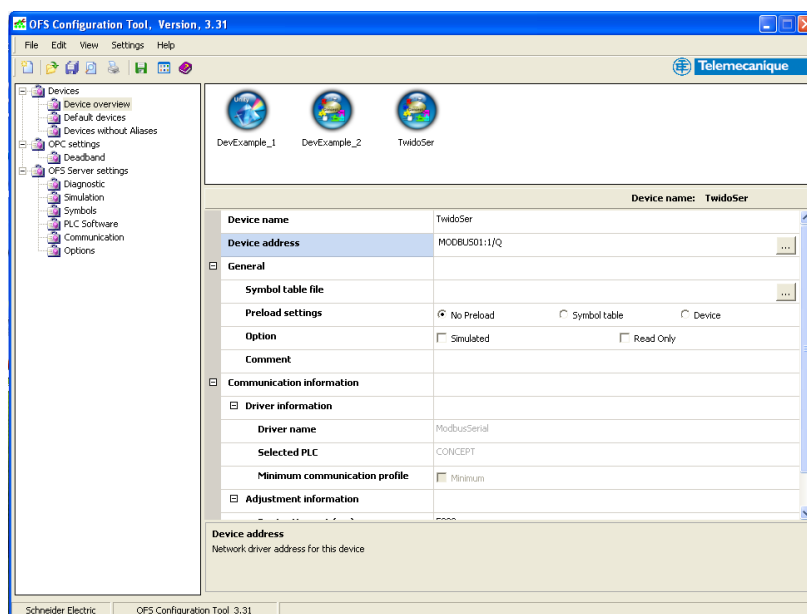 OFS Configuration Tool, Version, 3.31
File Edit View Settings Help
Telemecanique
Devices
Device overview
Default devices
Devices without Aliases
OPC settings
Deadband
OFS Server settings
Diagnostic
Simulation
Symbols
PLC Software
Communication
Options
Unity
DevExample_1 DevExample_2 TwidoSer
Device name: TwidoSer
Device name TwidoSer
Device address MODBUS01:1/Q ...
General
Symbol table file ...
Preload settings No Preload Symbol table Device
Option Simulated Read Only
Comment
Communication information
Driver information
Driver name ModbusSerial
Selected PLC CONCEPT
Minimum communication profile Minimum
Adjustment information
Device address
Network driver address for this device
Schneider Electric OFS Configuration Tool 3.31